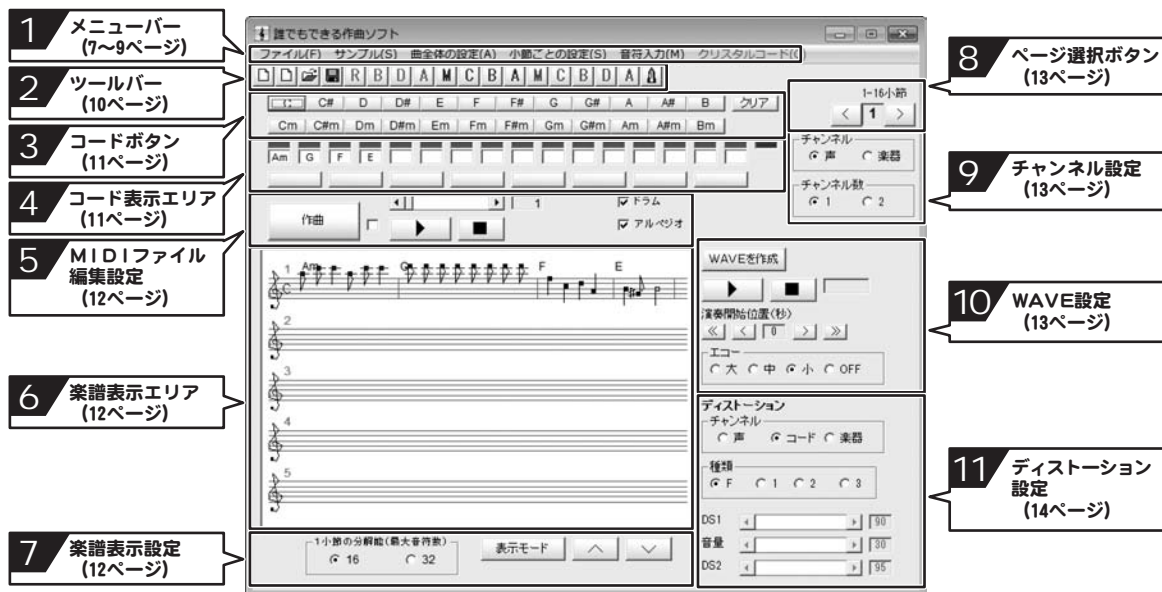 1 メニューバー
(7〜9ページ)
2 ツールバー
(10ページ)
3 コードボタン
(11ページ)
4 コード表示エリア
(11ページ)
5 MIDIファイル
編集設定
(12ページ)
6 楽譜表示エリア
(12ページ)
7 楽譜表示設定
(12ページ)
誰でもできる作曲ソフト
ファイル(F) サンプル(S) 曲全体の設定(A) 小節ごとの設定(S) 音符入力(M) クリスタルコード(C)
R B D A M C B A M C B D A
C C# D D# E F F# G G# A A# B クリア
Cm C#m Dm D#m Em Fm F#m Gm G#m Am A#m Bm
Am G F E
作曲 1 ドラム
アルペジオ
1 Am G F E
C
2
3
4
5
1小節の分解能(最大音符数)
16 32 表示モード
1-16小節
< 1 >
チャンネル
声 楽器
チャンネル数
1 2
WAVEを作成
演奏開始位置(秒)
≪ < 0 > ≫
エコー
大 中 小 OFF
ディストーション
チャンネル
声 コード 楽器
種類
F 1 2 3
DS1 90
音量 30
DS2 95
8 ページ選択ボタン
(13ページ)
9 チャンネル設定
(13ページ)
10 WAVE設定
(13ページ)
11 ディストーション
設定
(14ページ)